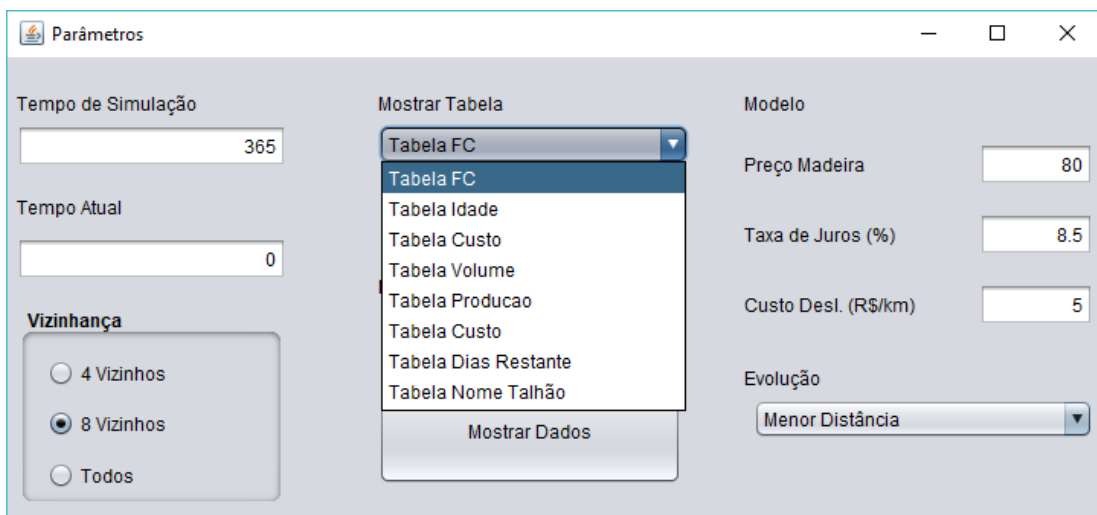 Parâmetros
Tempo de Simulação
365
Tempo Atual
0
Vizinhança
4 Vizinhos
8 Vizinhos
Todos
Mostrar Tabela
Tabela FC
Tabela FC
Tabela Idade
Tabela Custo
Tabela Volume
Tabela Producao
Tabela Custo
Tabela Dias Restante
Tabela Nome Talhão
Mostrar Dados
Modelo
Preço Madeira 80
Taxa de Juros (%) 8.5
Custo Desl. (R$/km) 5
Evolução
Menor Distância